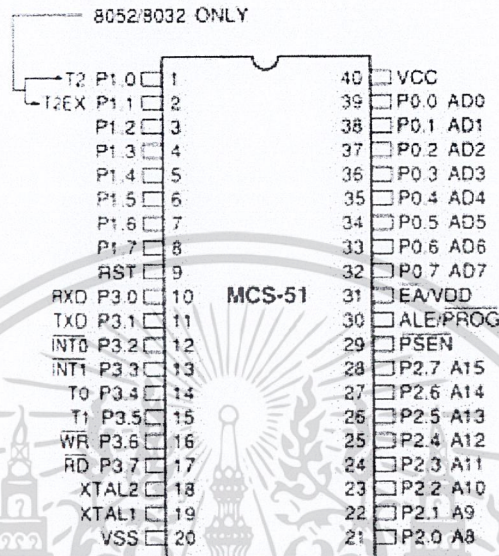 8052/8032 ONLY
T2 P1.0 1 40 VCC
T2EX P1.1 2 39 P0.0 AD0
P1.2 3 38 P0.1 AD1
P1.3 4 37 P0.2 AD2
P1.4 5 36 P0.3 AD3
P1.5 6 35 P0.4 AD4
P1.6 7 34 P0.5 AD5
P1.7 8 33 P0.6 AD6
RST 9 32 P0.7 AD7
RXD P3.0 10 MCS-51 31 EA/VDD
TXD P3.1 11 30 ALE/PROG
INT0 P3.2 12 29 PSEN
INT1 P3.3 13 28 P2.7 A15
T0 P3.4 14 27 P2.6 A14
T1 P3.5 15 26 P2.5 A13
WR P3.6 16 25 P2.4 A12
RD P3.7 17 24 P2.3 A11
XTAL2 18 23 P2.2 A10
XTAL1 19 22 P2.1 A9
VSS 20 21 P2.0 A8